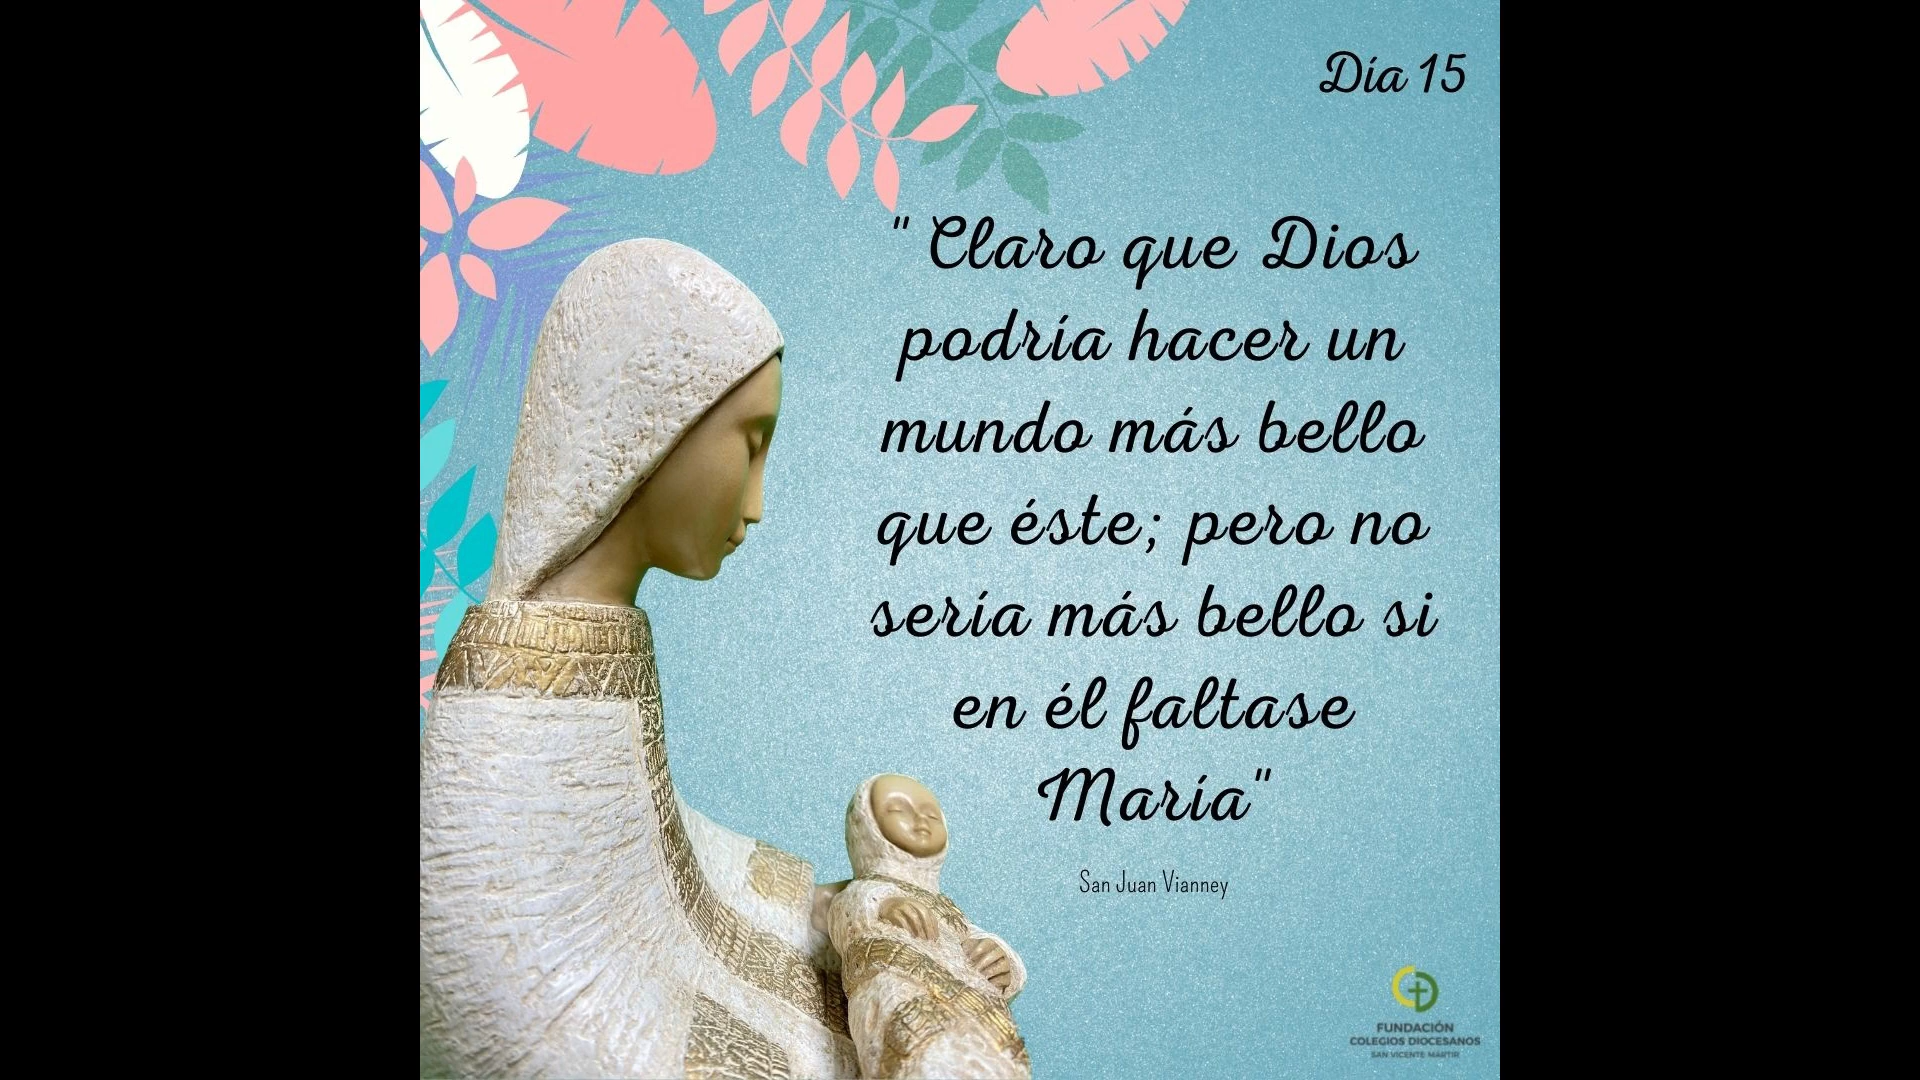 Día 15
" Claro que Dios
podría hacer un
mundo más bello
que éste; pero no
sería más bello si
en él faltase
María"
San Juan Vianney
FUNDACIÓN
COLEGIOS DIOCESANOS
SAN VICENTE MÁRTIR